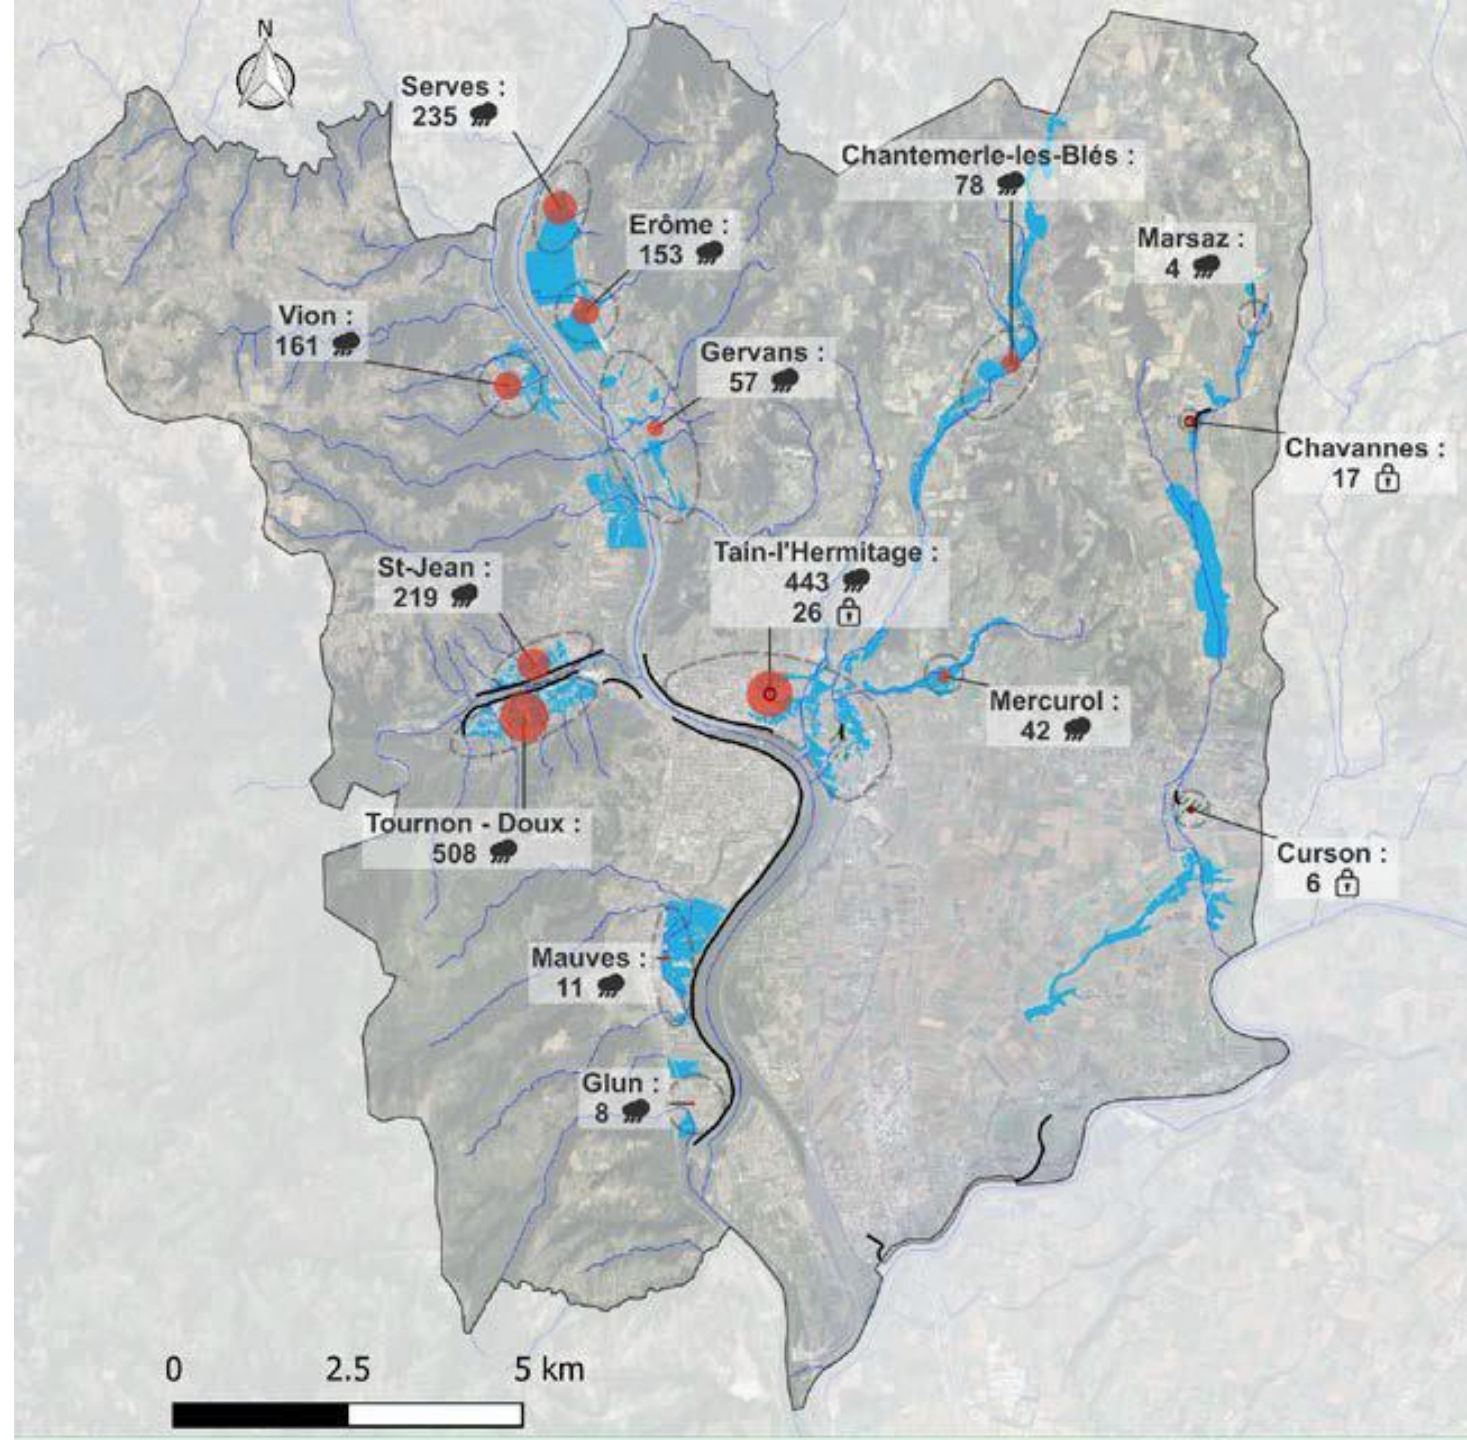 N
Serves :
235
Chantemerle-les-Blés :
78
Erôme :
153
Marsaz :
4
Vion :
161
Gervans :
57
Chavannes :
17
St-Jean :
219
Tain-l'Hermitage :
443
26
Mercurol :
42
Tournon - Doux :
508
Curson :
6
Mauves :
11
Glun :
8
0 2.5 5 km